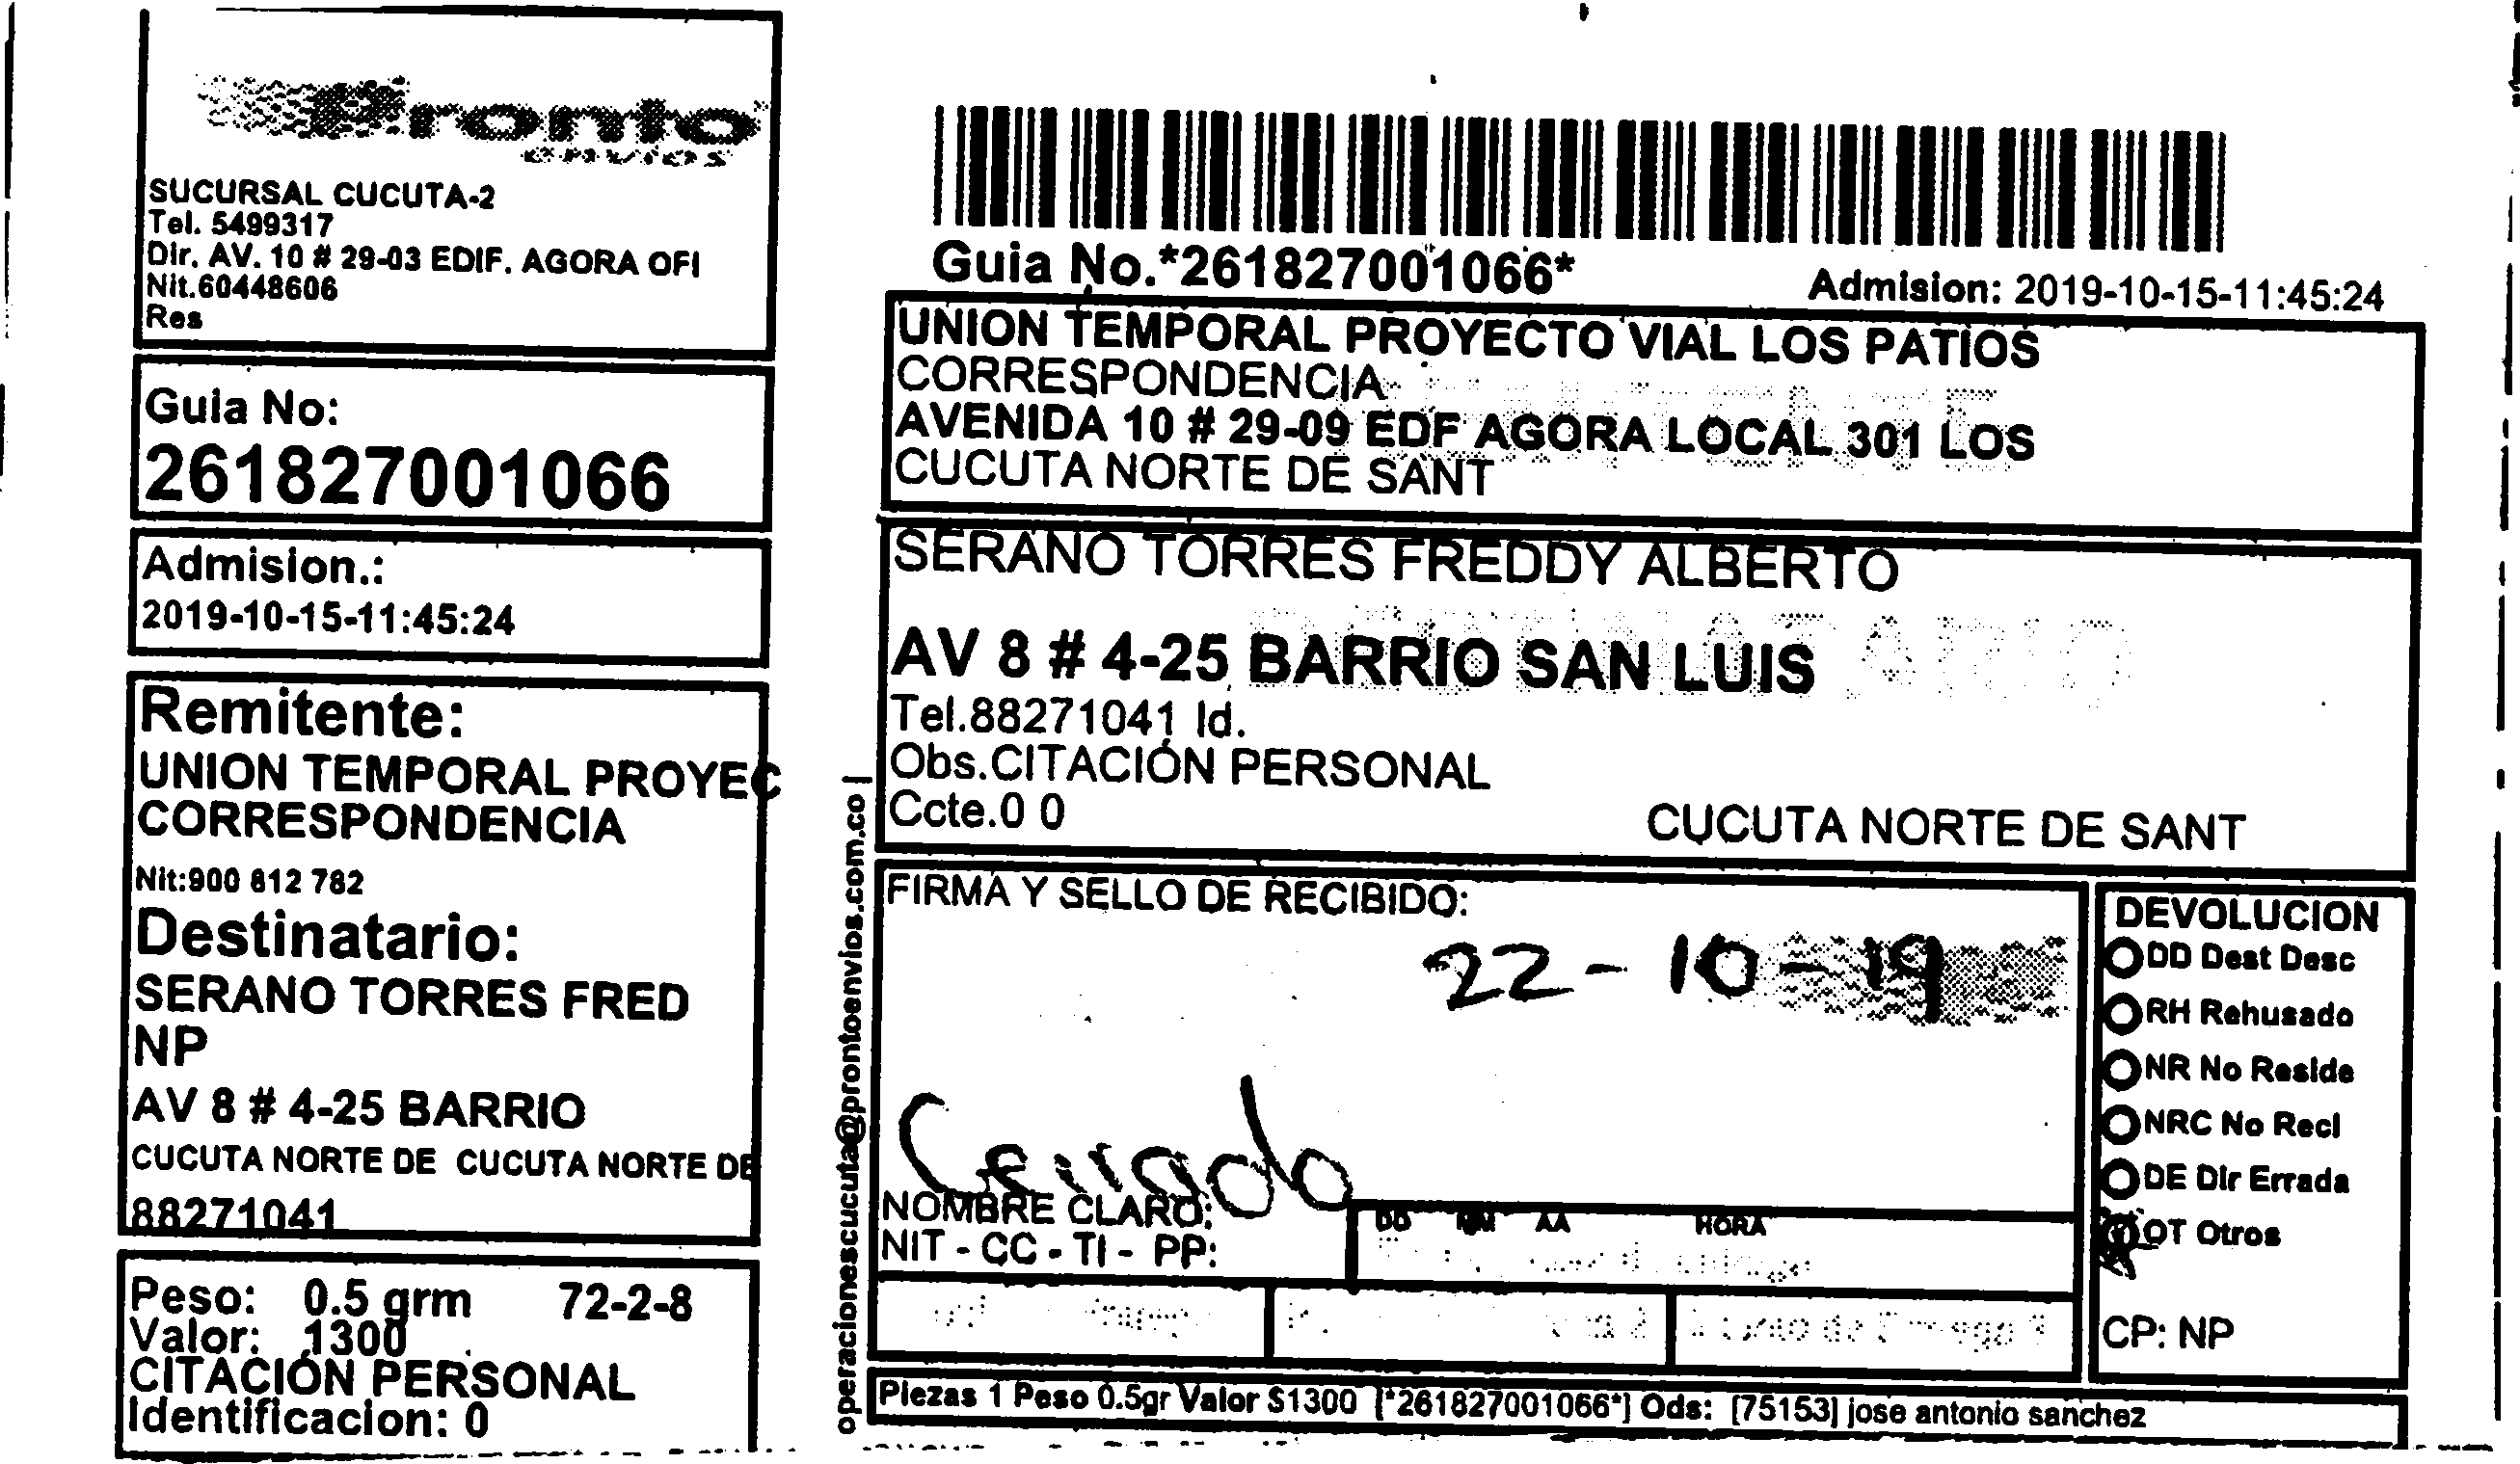 Pronto
envios
SUCURSAL CUCUTA-2
Tel. 5499317
Dir. AV. 10 # 29-03 EDIF. AGORA OFI
Nit.60448606
Res
Guia No:
261827001066
Admision.:
2019-10-15-11:45:24
Remitente:
UNION TEMPORAL PROYEC
CORRESPONDENCIA
Nit:900 812 782
Destinatario:
SERANO TORRES FRED
NP
AV 8 # 4-25 BARRIO
CUCUTA NORTE DE CUCUTA NORTE DE
88271041
Peso: 0.5 grm 72-2-8
Valor: 1300
CITACIÓN PERSONAL
Identificacion: 0
operacionescucuta@prontoenvios.com.co |
Guia No.*261827001066*
Admision: 2019-10-15-11:45:24
UNION TEMPORAL PROYECTO VIAL LOS PATIOS
CORRESPONDENCIA
AVENIDA 10 # 29-09 EDF AGORA LOCAL 301 LOS
CUCUTA NORTE DE SANT
SERANO TORRES FREDDY ALBERTO
AV 8 # 4-25 BARRIO SAN LUIS
Tel.88271041 Id.
Obs.CITACIÓN PERSONAL
Ccte.0 0
CUCUTA NORTE DE SANT
FIRMA Y SELLO DE RECIBIDO:
22-10-19
Cerrado
NOMBRE CLARO:
NIT - CC - TI - PP:
DD MM AA HORA
DEVOLUCION
DD Dest Desc
RH Rehusado
NR No Reside
NRC No Recl
DE Dir Errada
OT Otros
CP: NP
Piezas 1 Peso 0.5gr Valor $1300 [*261827001066*] Ods: [75153] jose antonio sanchez